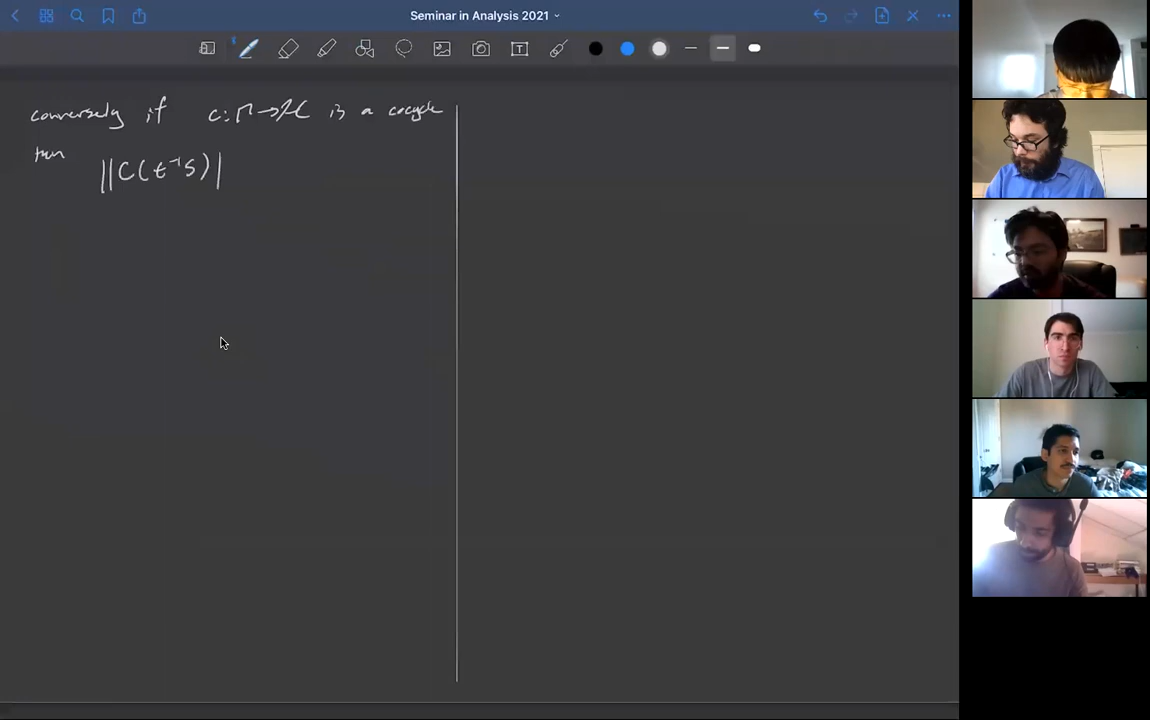 Seminar in Analysis 2021
conversely if c: Γ→ℋ is a cocycle
then
||C(t⁻¹s)|